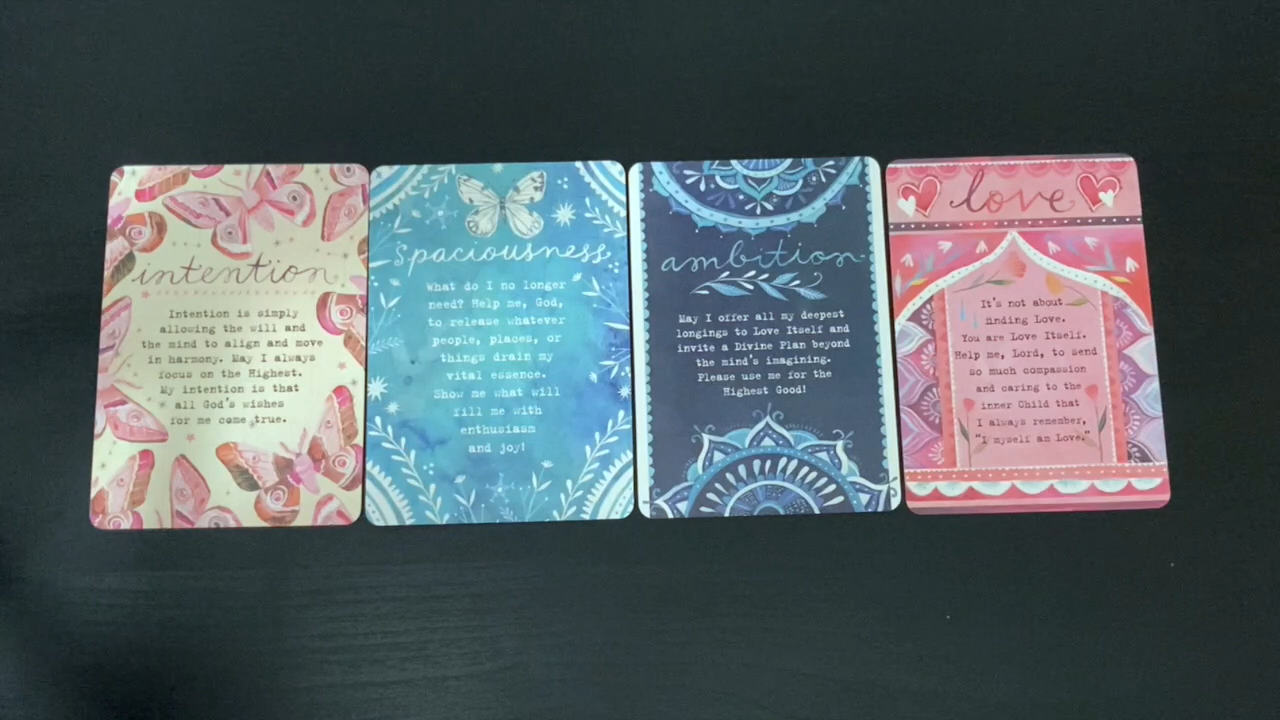 intention
Intention is simply
allowing the will and
the mind to align and move
in harmony. May I always
focus on the Highest.
My intention is that
all God's wishes
for me come true.
Spaciousness
What do I no longer
need? Help me, God,
to release whatever
people, places, or
things drain my
vital essence.
Show me what will
fill me with
enthusiasm
and joy!
ambition
May I offer all my deepest
longings to Love Itself and
invite a Divine Plan beyond
the mind's imagining.
Please use me for the
Highest Good!
love
It's not about
finding Love.
You are Love Itself.
Help me, Lord, to send
so much compassion
and caring to the
inner Child that
I always remember,
"I myself am Love."